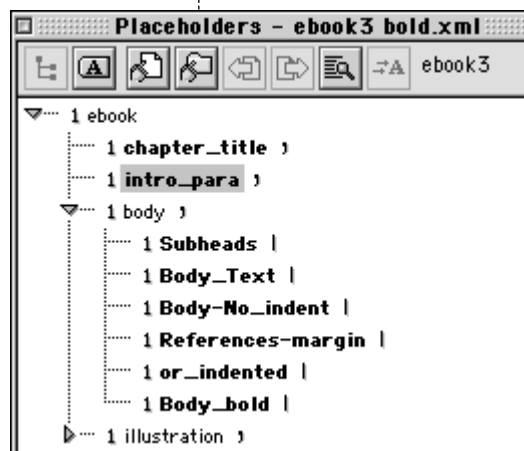 Placeholders - ebook3 bold.xml
A A ebook3
1 ebook
1 chapter_title ,
1 intro_para ,
1 body ,
1 Subheads |
1 Body_Text |
1 Body-No_indent |
1 References-margin |
1 or_indented |
1 Body_bold |
1 illustration ,